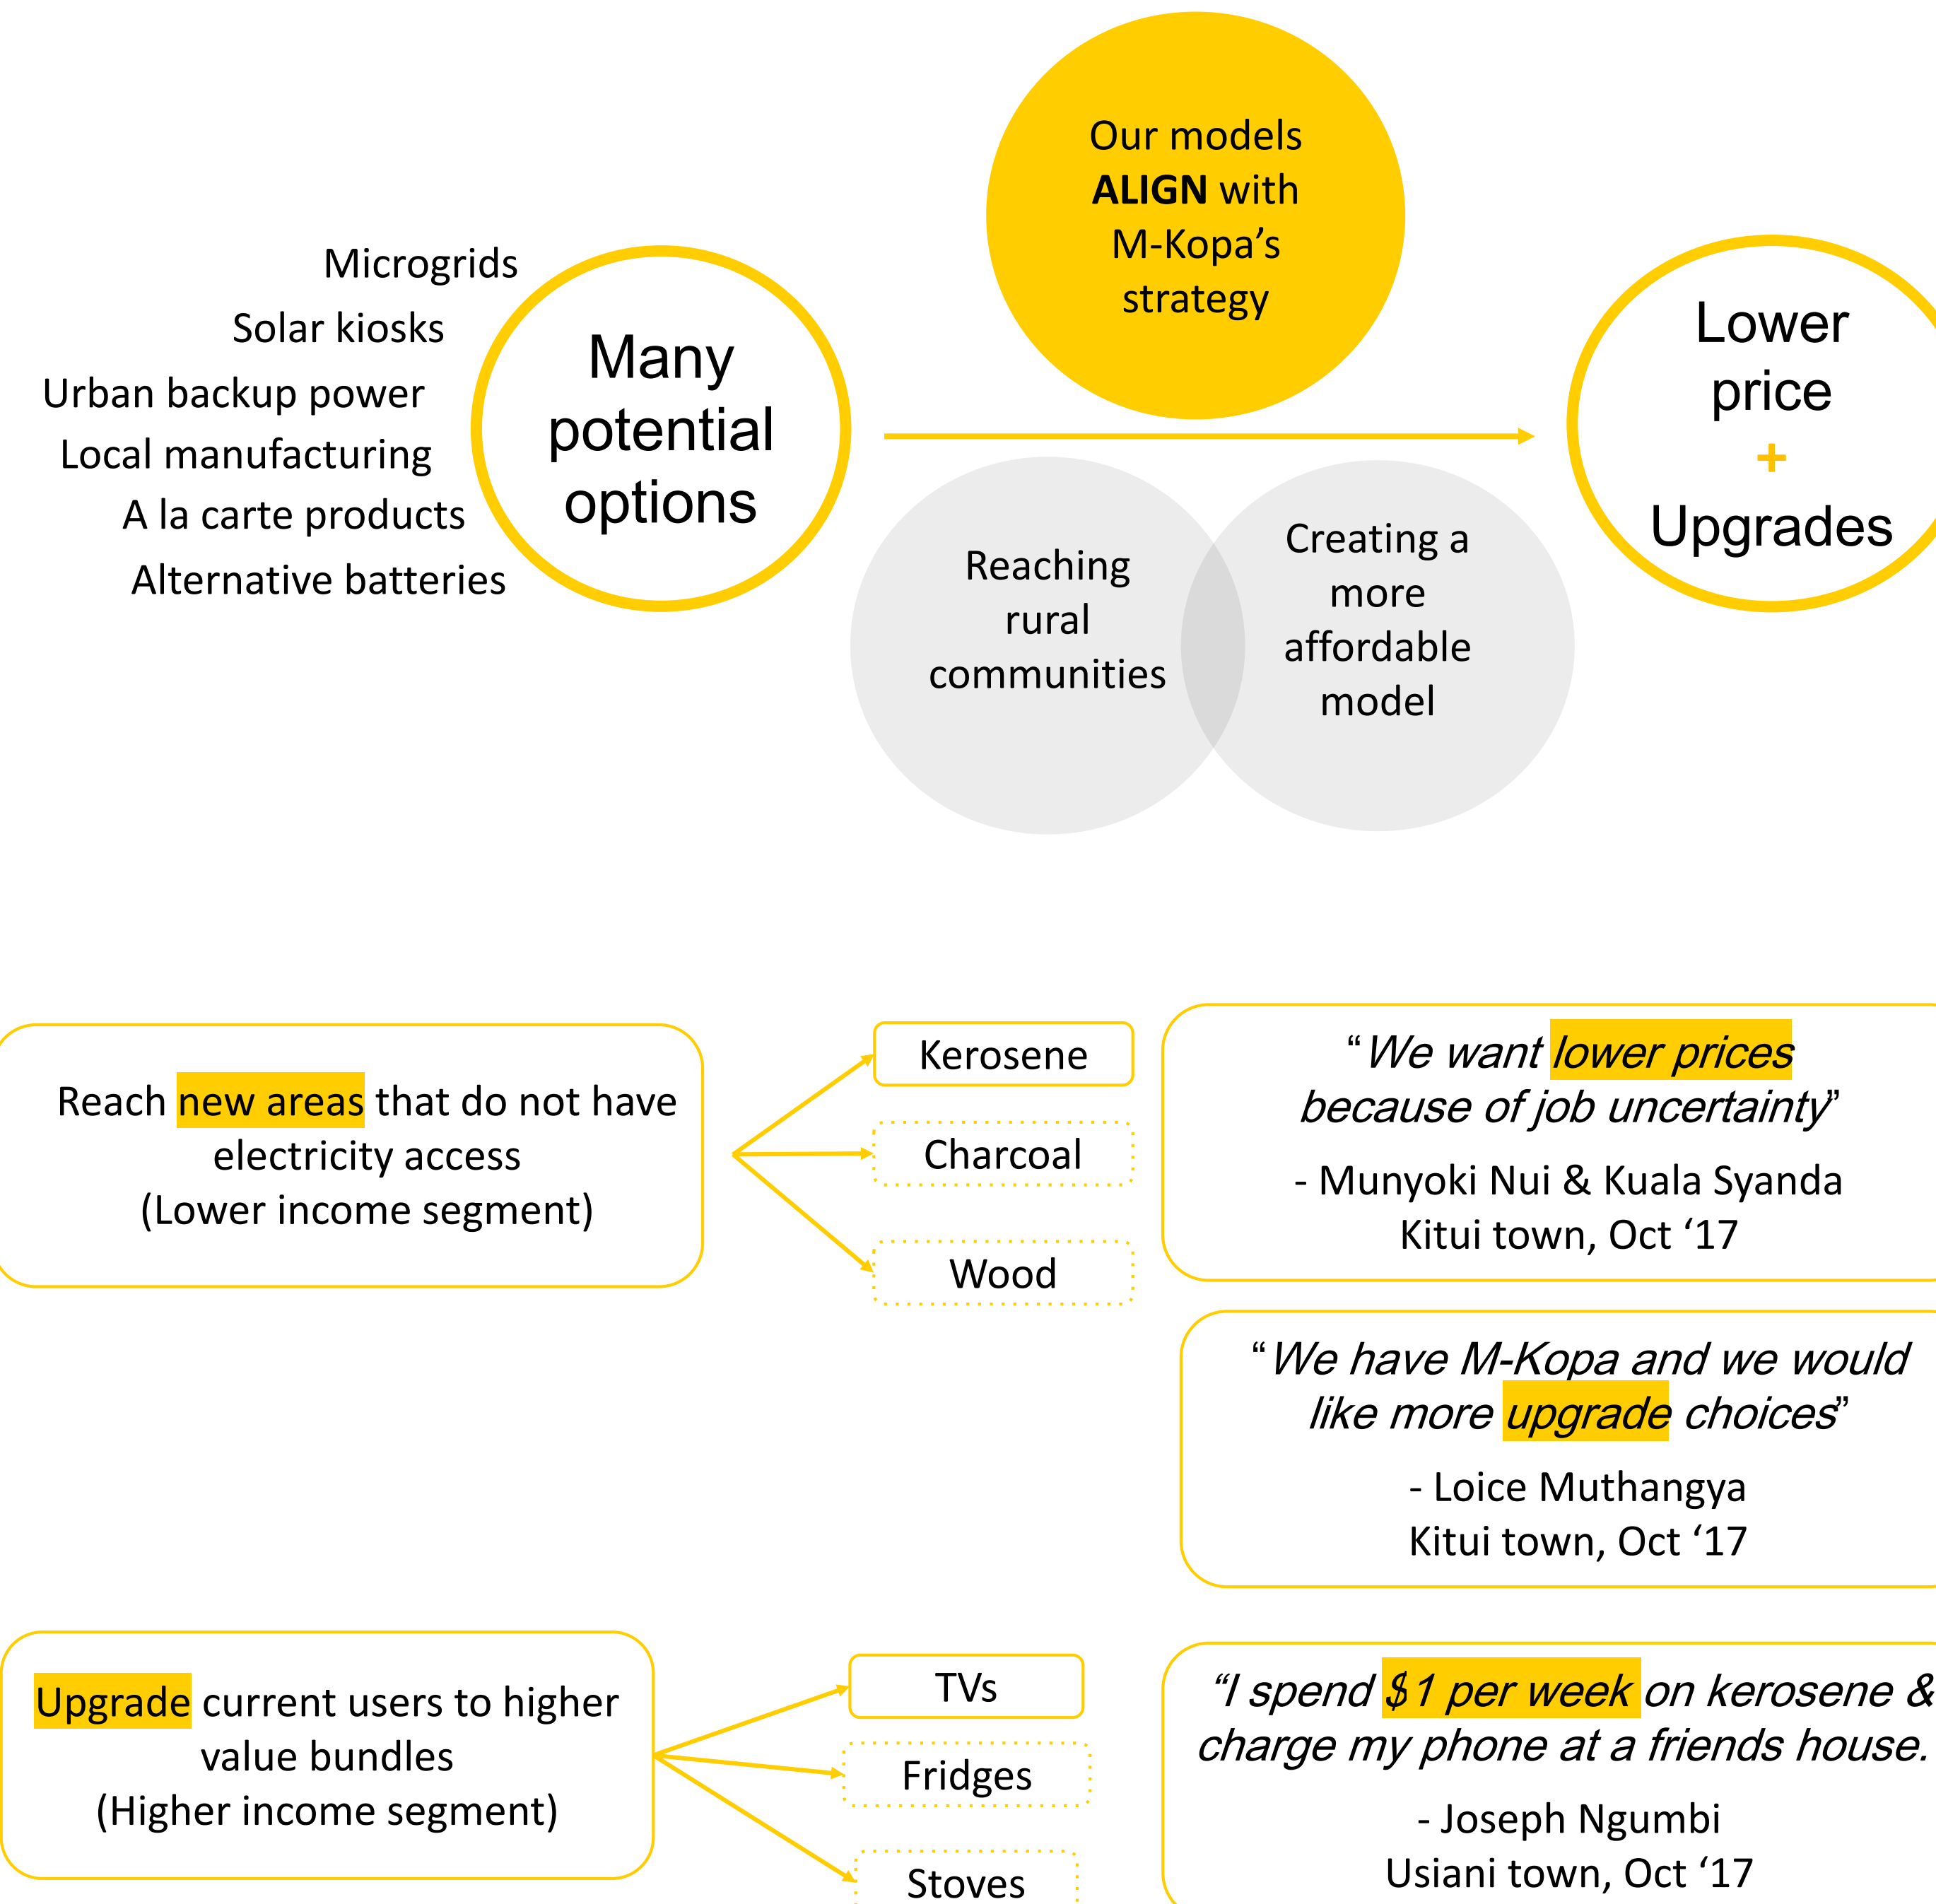 Our models
ALIGN with
M-Kopa’s
strategy
Microgrids
Solar kiosks
Urban backup power
Local manufacturing
A la carte products
Alternative batteries
Many
potential
options
Lower
price
+
Upgrades
Reaching
rural
communities
Creating a
more
affordable
model
Reach new areas that do not have
electricity access
(Lower income segment)
Kerosene
Charcoal
Wood
“We want lower prices
because of job uncertainty”
- Munyoki Nui & Kuala Syanda
Kitui town, Oct ‘17
“We have M-Kopa and we would
like more upgrade choices”
- Loice Muthangya
Kitui town, Oct ‘17
Upgrade current users to higher
value bundles
(Higher income segment)
TVs
Fridges
Stoves
“I spend $1 per week on kerosene &
charge my phone at a friends house.
- Joseph Ngumbi
Usiani town, Oct ‘17